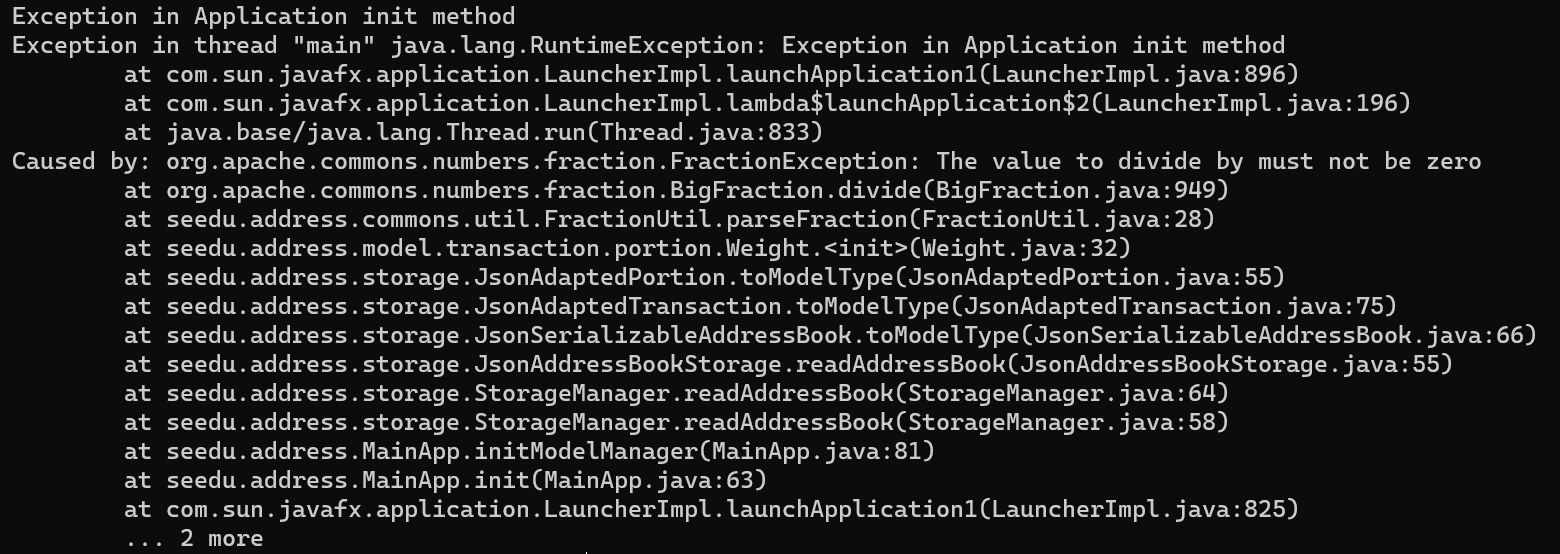 Exception in Application init method
Exception in thread "main" java.lang.RuntimeException: Exception in Application init method
at com.sun.javafx.application.LauncherImpl.launchApplication1(LauncherImpl.java:896)
at com.sun.javafx.application.LauncherImpl.lambda$launchApplication$2(LauncherImpl.java:196)
at java.base/java.lang.Thread.run(Thread.java:833)
Caused by: org.apache.commons.numbers.fraction.FractionException: The value to divide by must not be zero
at org.apache.commons.numbers.fraction.BigFraction.divide(BigFraction.java:949)
at seedu.address.commons.util.FractionUtil.parseFraction(FractionUtil.java:28)
at seedu.address.model.transaction.portion.Weight.<init>(Weight.java:32)
at seedu.address.storage.JsonAdaptedPortion.toModelType(JsonAdaptedPortion.java:55)
at seedu.address.storage.JsonAdaptedTransaction.toModelType(JsonAdaptedTransaction.java:75)
at seedu.address.storage.JsonSerializableAddressBook.toModelType(JsonSerializableAddressBook.java:66)
at seedu.address.storage.JsonAddressBookStorage.readAddressBook(JsonAddressBookStorage.java:55)
at seedu.address.storage.StorageManager.readAddressBook(StorageManager.java:64)
at seedu.address.storage.StorageManager.readAddressBook(StorageManager.java:58)
at seedu.address.MainApp.initModelManager(MainApp.java:81)
at seedu.address.MainApp.init(MainApp.java:63)
at com.sun.javafx.application.LauncherImpl.launchApplication1(LauncherImpl.java:825)
... 2 more